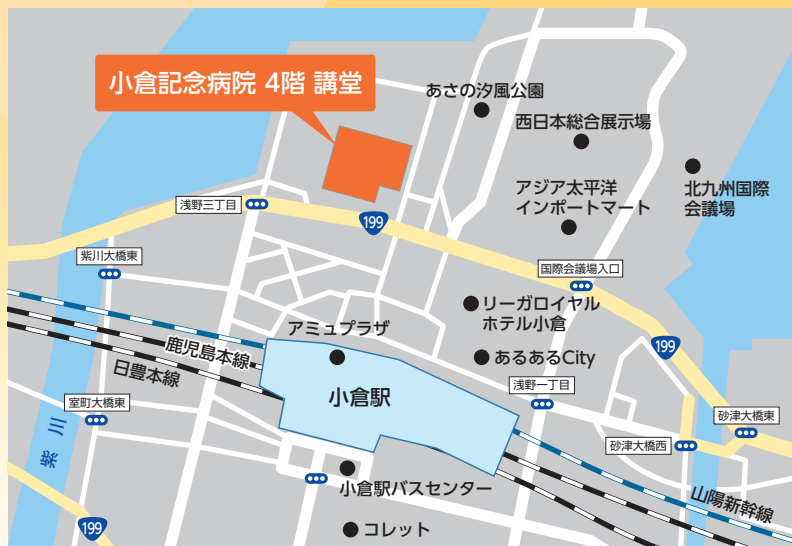 小倉記念病院 4階 講堂
あさの汐風公園
西日本総合展示場
北九州国際
会議場
アジア太平洋
インポートマート
浅野三丁目
199
紫川大橋東
国際会議場入口
リーガロイヤル
ホテル小倉
アミュプラザ
あるあるCity
199
鹿児島本線
日豊本線
小倉駅
浅野一丁目
室町大橋東
砂津大橋東
砂津大橋西
紫川
小倉駅バスセンター
山陽新幹線
199
コレット